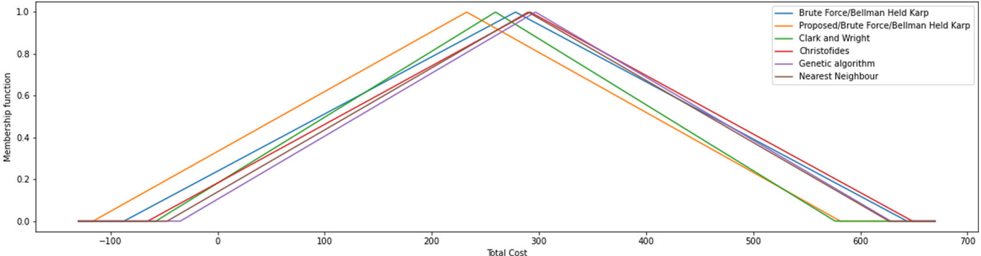 Brute Force/Bellman Held Karp
Proposed/Brute Force/Bellman Held Karp
Clark and Wright
Christofides
Genetic algorithm
Nearest Neighbour
Membership function
1.0
0.8
0.6
0.4
0.2
0.0
−100 0 100 200 300 400 500 600 700
Total Cost